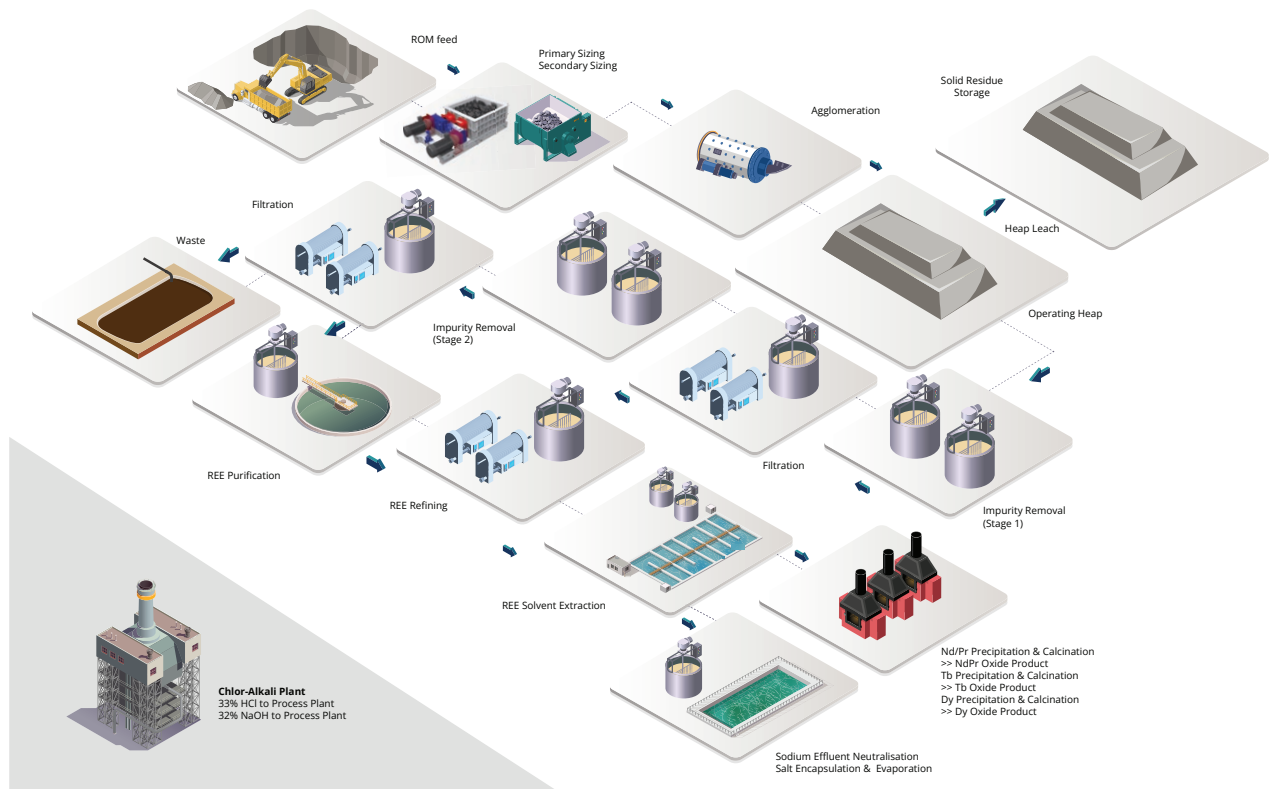 ROM feed
Primary Sizing
Secondary Sizing
Agglomeration
Solid Residue
Storage
Heap Leach
Operating Heap
Filtration
Waste
Impurity Removal
(Stage 2)
REE Purification
REE Refining
Filtration
Impurity Removal
(Stage 1)
REE Solvent Extraction
Nd/Pr Precipitation & Calcination
>> NdPr Oxide Product
Tb Precipitation & Calcination
>> Tb Oxide Product
Dy Precipitation & Calcination
>> Dy Oxide Product
Chlor-Alkali Plant
33% HCl to Process Plant
32% NaOH to Process Plant
Sodium Effluent Neutralisation
Salt Encapsulation & Evaporation